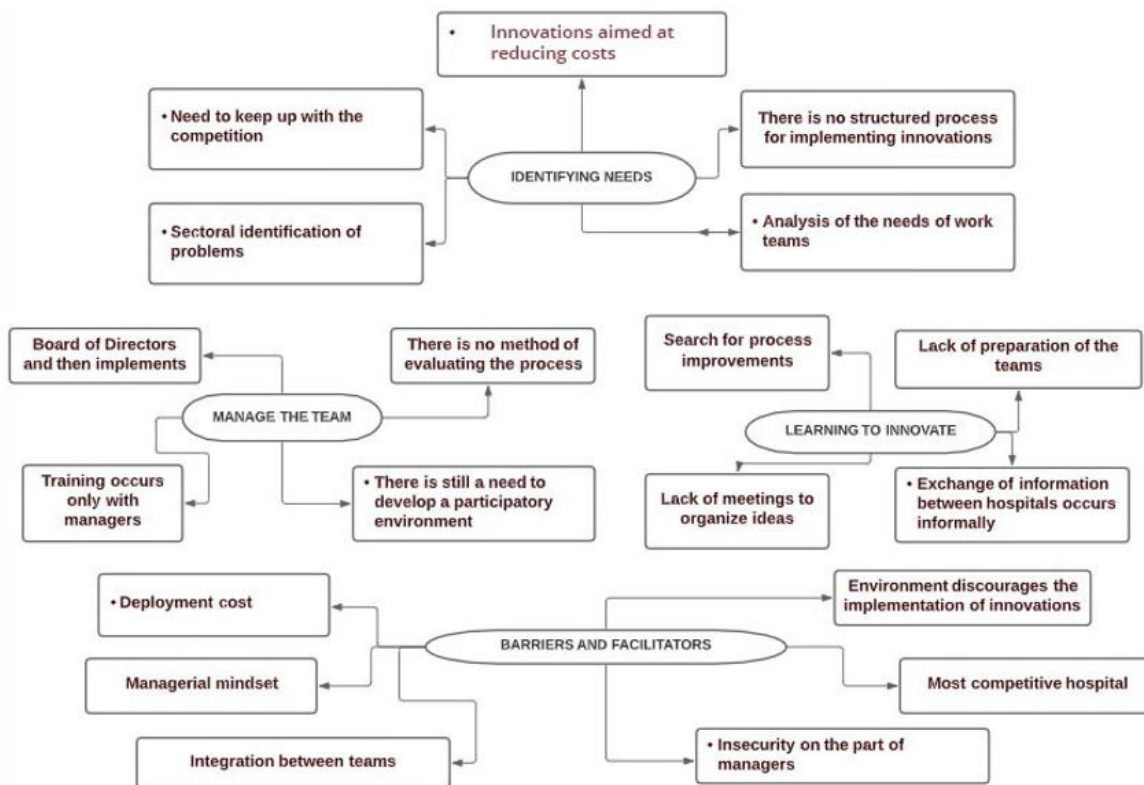 • Innovations aimed at
reducing costs
• Need to keep up with the
competition
There is no structured process
for implementing innovations
IDENTIFYING NEEDS
• Sectoral identification of
problems
• Analysis of the needs of work
teams
Board of Directors
and then implements
There is no method of
evaluating the process
MANAGE THE TEAM
Training occurs
only with
managers
• There is still a need to
develop a participatory
environment
Search for process
improvements
Lack of preparation of the
teams
LEARNING TO INNOVATE
Lack of meetings to
organize ideas
• Exchange of information
between hospitals occurs
informally
• Deployment cost
Environment discourages the
implementation of innovations
BARRIERS AND FACILITATORS
Managerial mindset
Most competitive hospital
Integration between teams
• Insecurity on the part of
managers